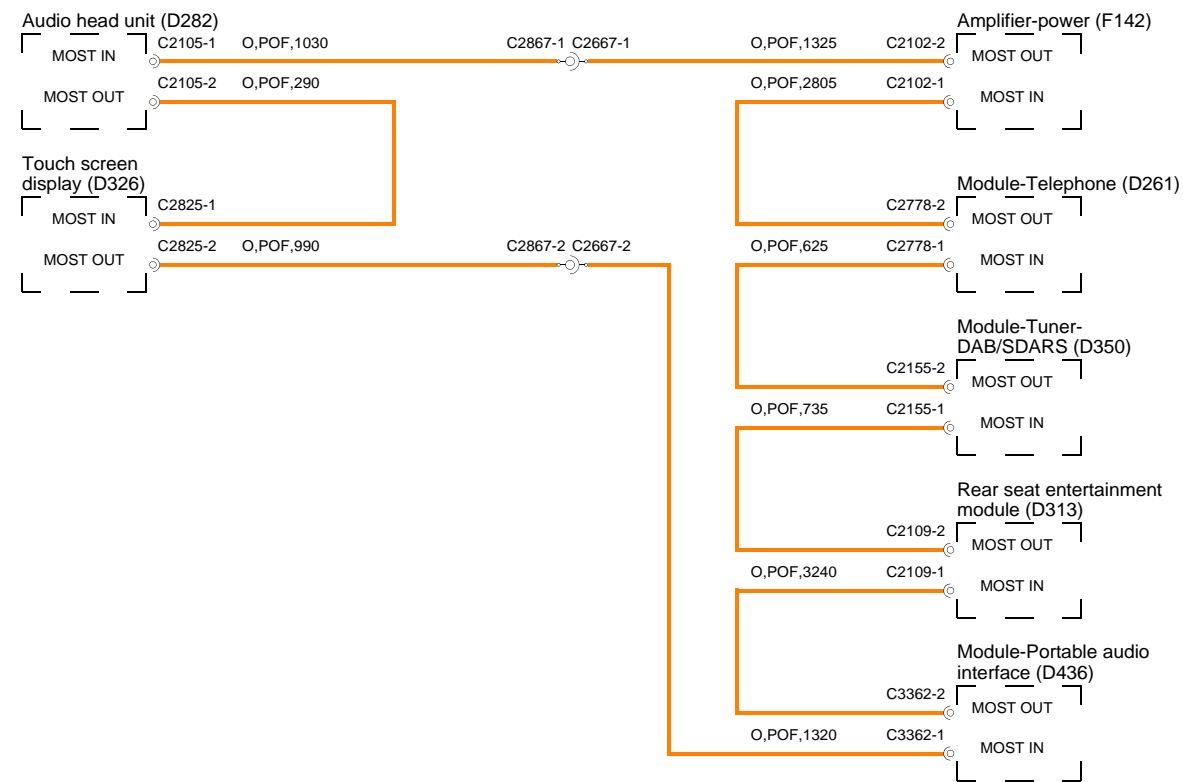 Audio head unit (D282)
MOST IN
C2105-1
O,POF,1030
C2867-1
C2667-1
O,POF,1325
C2102-2
Amplifier-power (F142)
MOST OUT
MOST OUT
C2105-2
O,POF,290
O,POF,2805
C2102-1
MOST IN
Touch screen
display (D326)
MOST IN
C2825-1
C2778-2
Module-Telephone (D261)
MOST OUT
MOST OUT
C2825-2
O,POF,990
C2867-2
C2667-2
O,POF,625
C2778-1
MOST IN
Module-Tuner-
DAB/SDARS (D350)
C2155-2
MOST OUT
O,POF,735
C2155-1
MOST IN
Rear seat entertainment
module (D313)
C2109-2
MOST OUT
O,POF,3240
C2109-1
MOST IN
Module-Portable audio
interface (D436)
C3362-2
MOST OUT
O,POF,1320
C3362-1
MOST IN